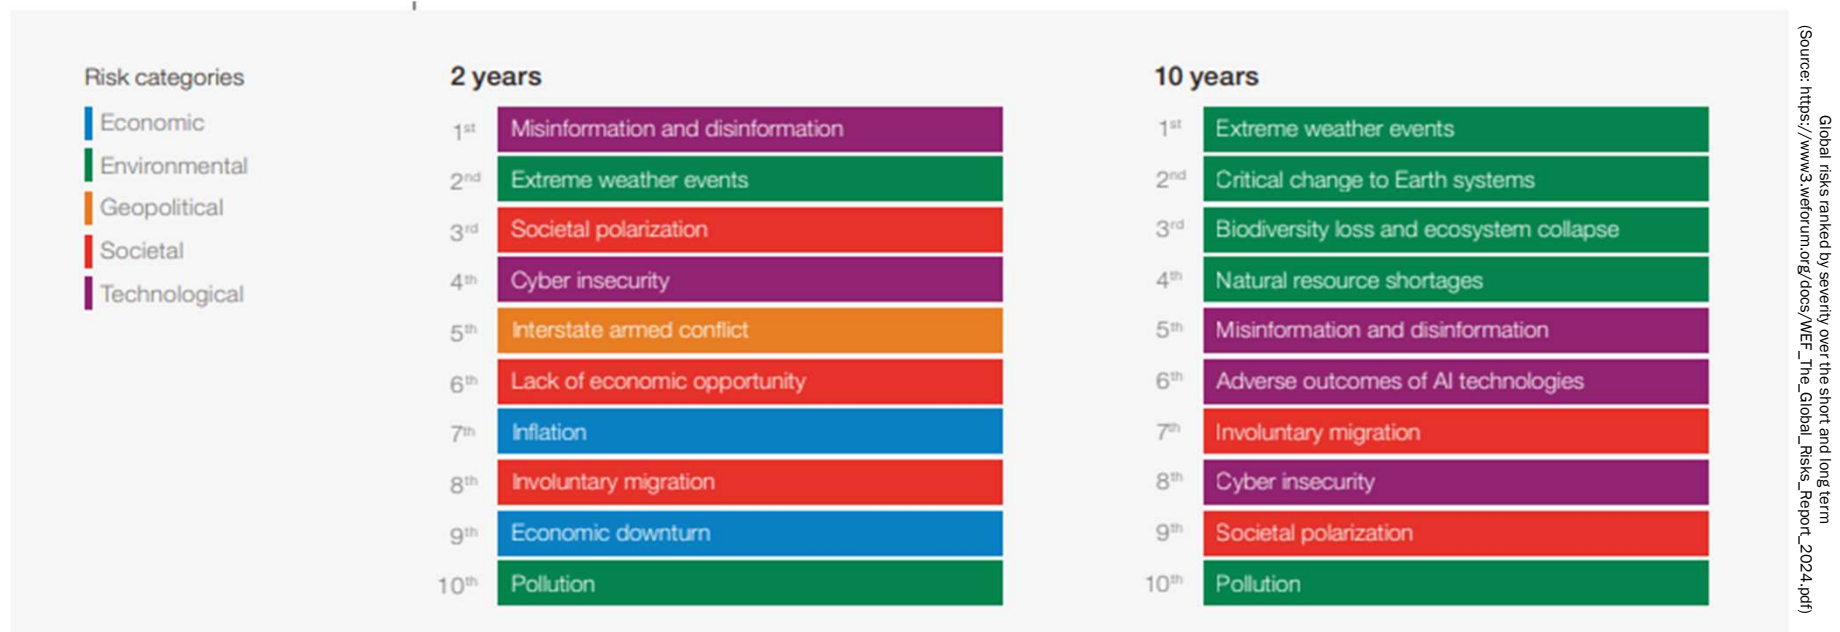 Risk categories
Economic
Environmental
Geopolitical
Societal
Technological
2 years
1st Misinformation and disinformation
2nd Extreme weather events
3rd Societal polarization
4th Cyber insecurity
5th Interstate armed conflict
6th Lack of economic opportunity
7th Inflation
8th Involuntary migration
9th Economic downturn
10th Pollution
10 years
1st Extreme weather events
2nd Critical change to Earth systems
3rd Biodiversity loss and ecosystem collapse
4th Natural resource shortages
5th Misinformation and disinformation
6th Adverse outcomes of AI technologies
7th Involuntary migration
8th Cyber insecurity
9th Societal polarization
10th Pollution
Global risks ranked by severity over the short and long term
(Source: https://www3.weforum.org/docs/WEF_The_Global_Risks_Report_2024.pdf)